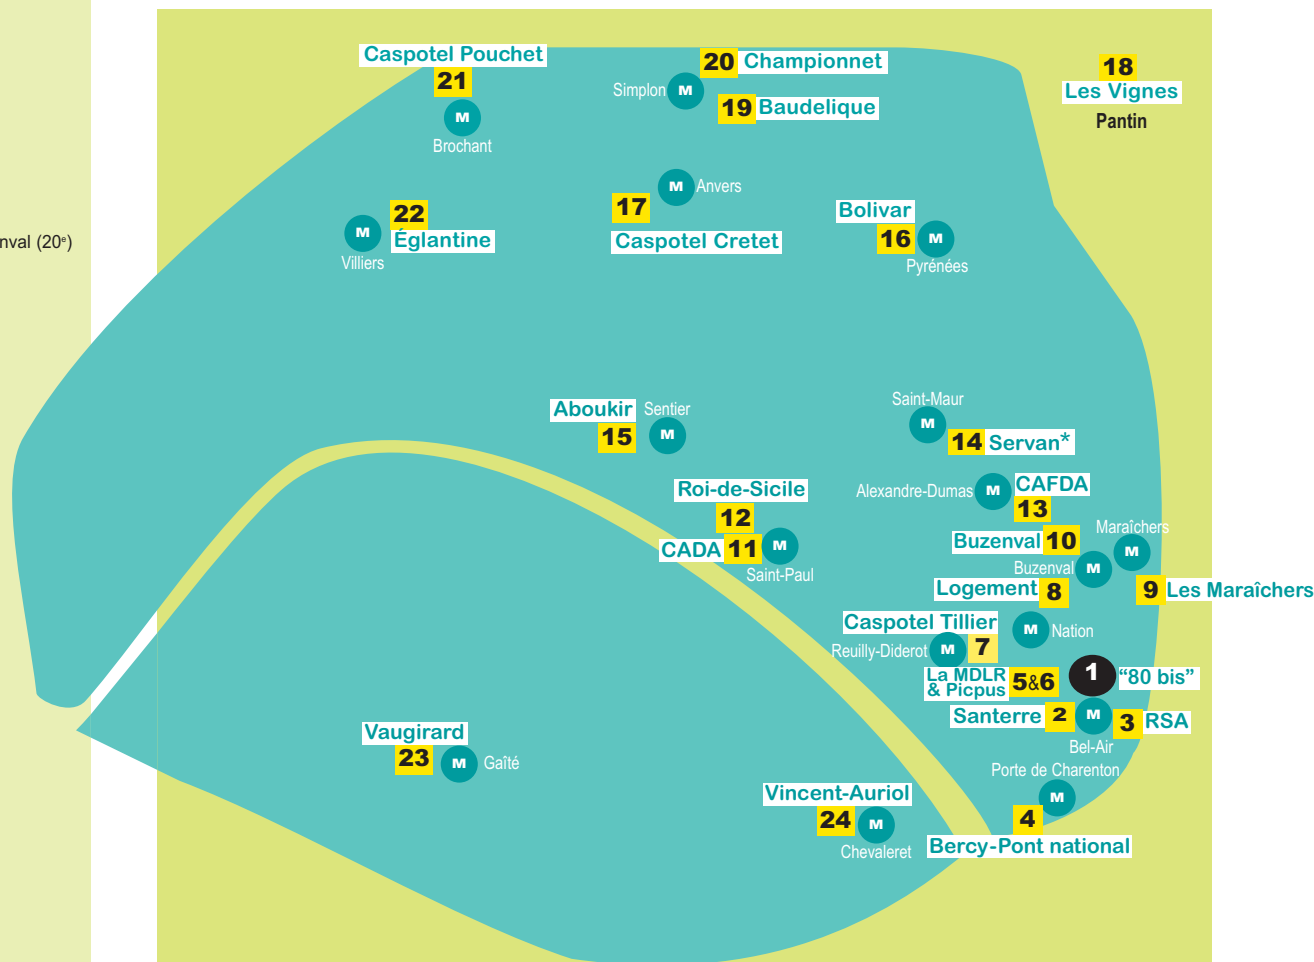 Caspotel Pouchet
21
M
Brochant
20 Championnet
Simplon M
19 Baudelique
18
Les Vignes
Pantin
nval (20e)
22
M
Églantine
Villiers
M Anvers
17
Caspotel Cretet
Bolivar
16 M
Pyrénées
Aboukir Sentier
15 M
Saint-Maur
M
14 Servan*
Roi-de-Sicile
12
CADA 11 M
Saint-Paul
Alexandre-Dumas M CAFDA
13
Maraîchers
M
Buzenval 10
Buzenval M
Logement 8
9 Les Maraîchers
Caspotel Tillier
Reuilly-Diderot M 7
M Nation
La MDLR
& Picpus 5&6
1 “80 bis”
Santerre 2 M 3 RSA
Bel-Air
Vaugirard
23 M Gaîté
Porte de Charenton
M
4
Bercy-Pont national
Vincent-Auriol
24 M
Chevaleret